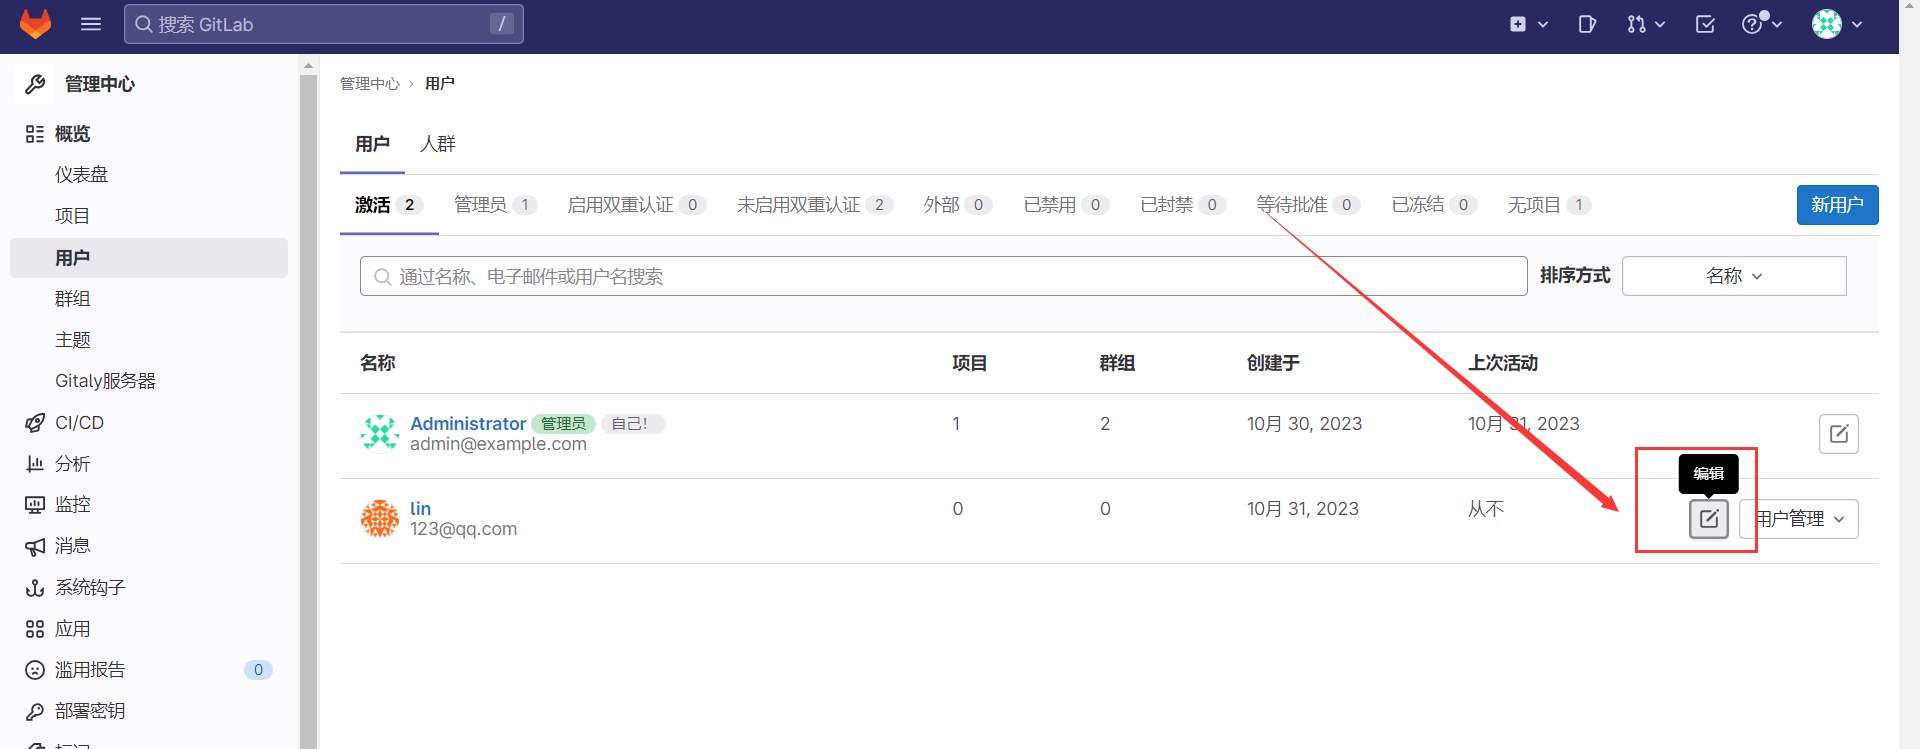 搜索 GitLab /
管理中心
概览
仪表盘
项目
用户
群组
主题
Gitaly服务器
CI/CD
分析
监控
消息
系统钩子
应用
滥用报告 0
部署密钥
标记
管理中心 › 用户
用户 人群
激活 2 管理员 1 启用双重认证 0 未启用双重认证 2 外部 0 已禁用 0 已封禁 0 等待批准 0 已冻结 0 无项目 1 新用户
通过名称、电子邮件或用户名搜索 排序方式 名称
名称 项目 群组 创建于 上次活动
Administrator 管理员 自己! 1 2 10月 30, 2023 10月 31, 2023
admin@example.com
编辑
lin 0 0 10月 31, 2023 从不 用户管理
123@qq.com